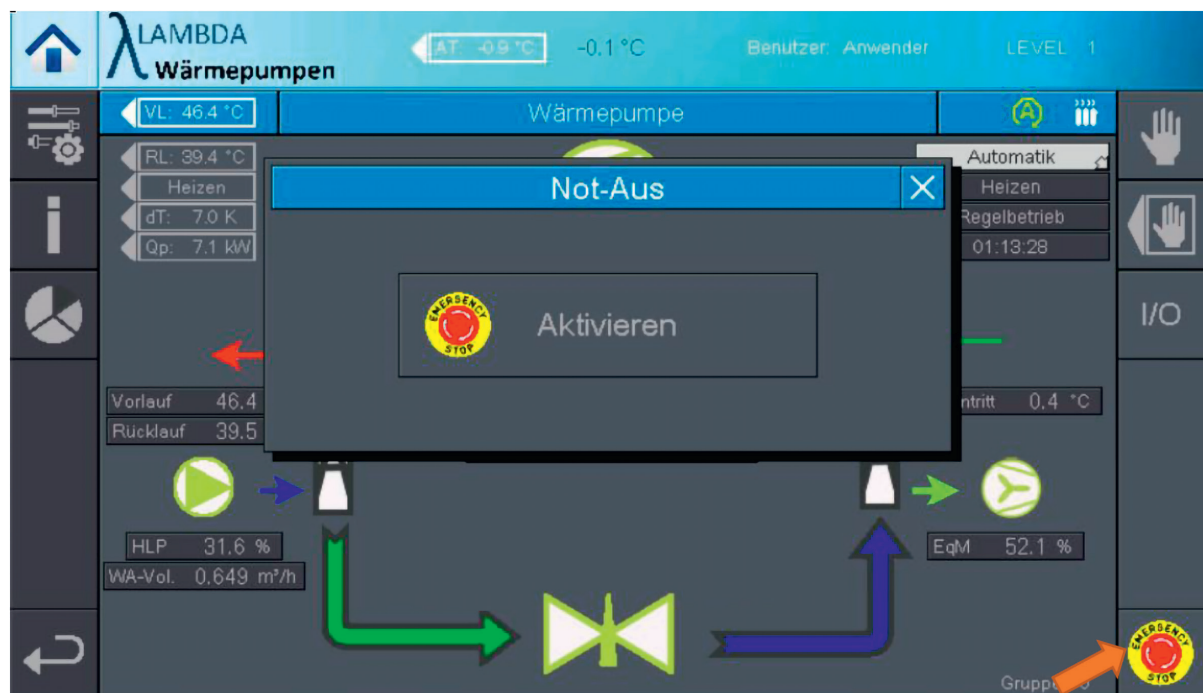 LAMBDA
Wärmepumpen
AT: -0.9 °C
-0.1 °C
Benutzer: Anwender
LEVEL 1
VL: 46.4 °C
Wärmepumpe
RL: 39.4 °C
Heizen
dT: 7.0 K
Qp: 7.1 kW
Not-Aus
Automatik
Heizen
Regelbetrieb
01:13:28
EMERGENCY
STOP
Aktivieren
I/O
Vorlauf 46.4
Rücklauf 39.5
ntritt 0.4 °C
HLP 31.6 %
WA-Vol. 0.649 m³/h
EqM 52.1 %
EMERGENCY
STOP